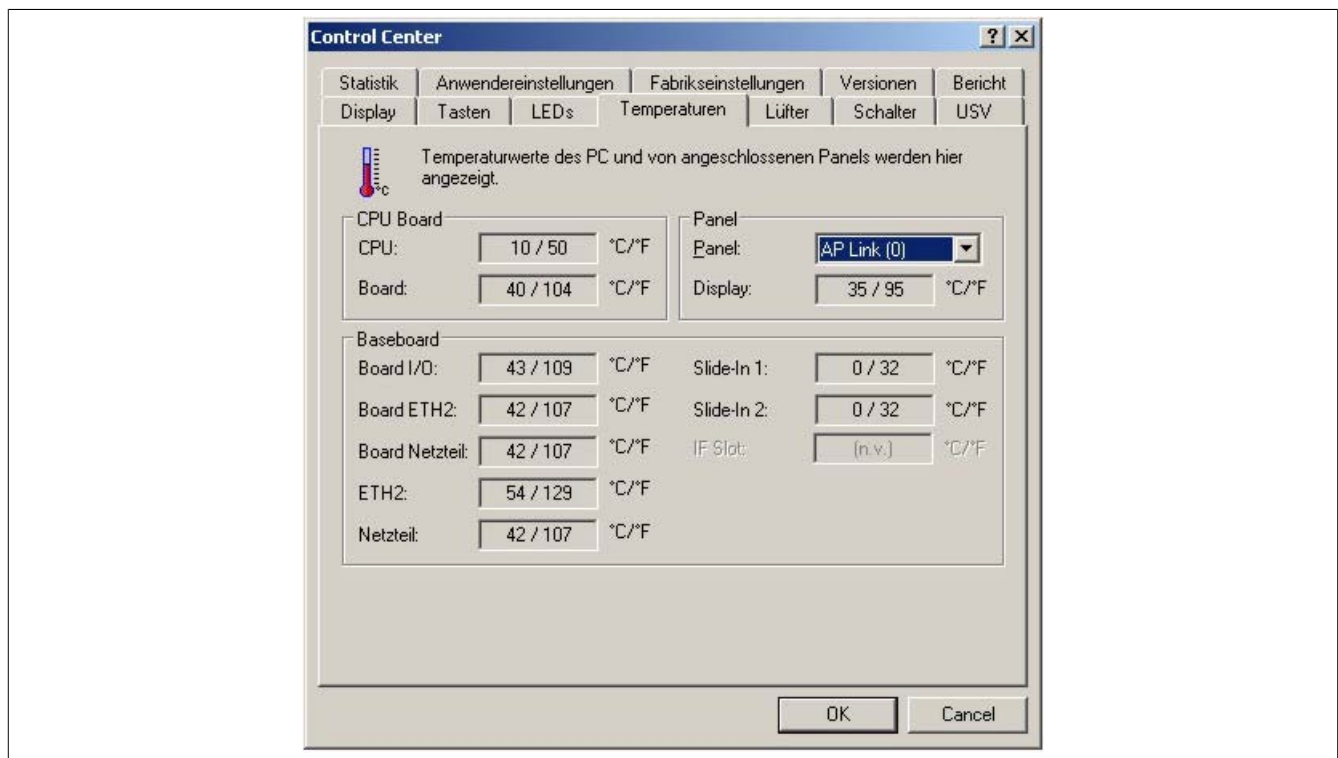 Control Center
Statistik Anwendereinstellungen Fabrikseinstellungen Versionen Bericht
Display Tasten LEDs Temperaturen Lüfter Schalter USV
Temperaturwerte des PC und von angeschlossenen Panels werden hier
angezeigt.
°C
CPU Board
CPU: 10 / 50 °C/°F
Board: 40 / 104 °C/°F
Panel
Panel: AP Link (0)
Display: 35 / 95 °C/°F
Baseboard
Board I/O: 43 / 109 °C/°F Slide-In 1: 0 / 32 °C/°F
Board ETH2: 42 / 107 °C/°F Slide-In 2: 0 / 32 °C/°F
Board Netzteil: 42 / 107 °C/°F IF Slot: (n.v.) °C/°F
ETH2: 54 / 129 °C/°F
Netzteil: 42 / 107 °C/°F
OK Cancel